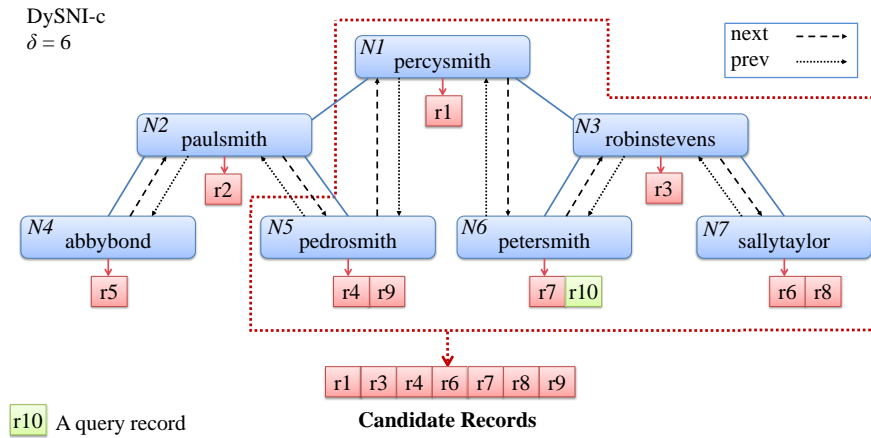 DySNI-c
δ = 6
next
prev
N1
percysmith
r1
N2
paulsmith
r2
N3
robinstevens
r3
N4
abbybond
r5
N5
pedrosmith
r4 r9
N6
petersmith
r7 r10
N7
sallytaylor
r6 r8
r1 r3 r4 r6 r7 r8 r9
Candidate Records
r10 A query record